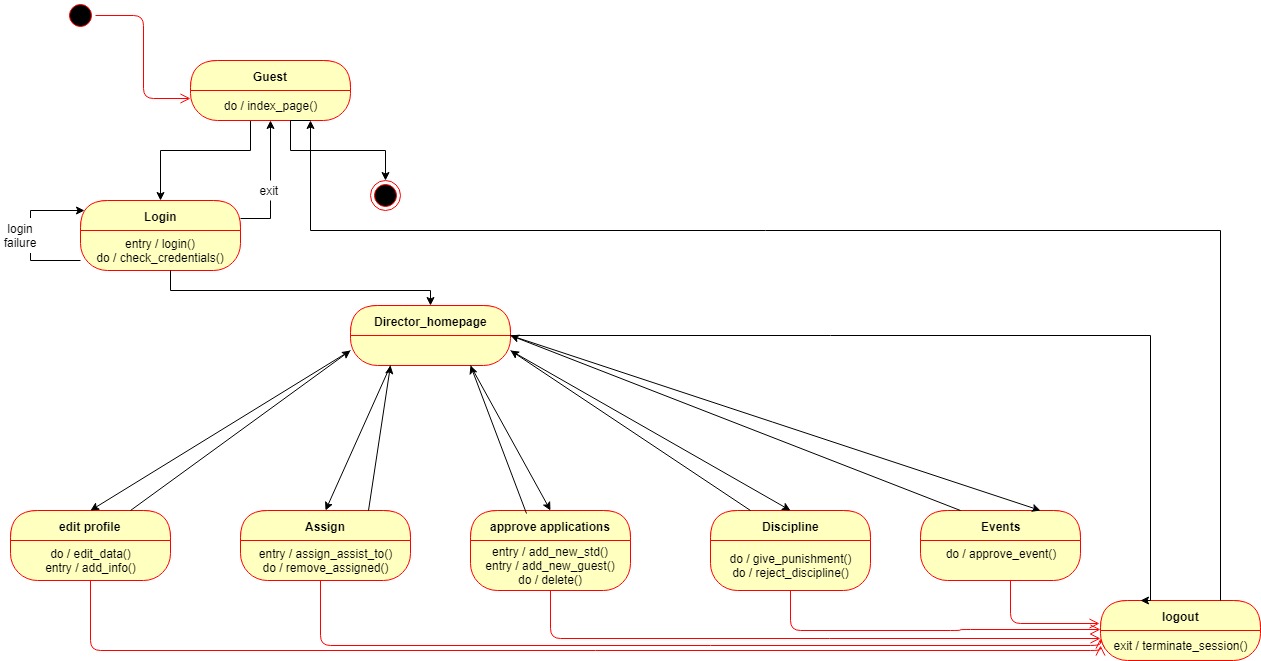 Guest
do / index_page()
exit
Login
entry / login()
do / check_credentials()
login
failure
Director_homepage
edit profile
do / edit_data()
entry / add_info()
Assign
entry / assign_assist_to()
do / remove_assigned()
approve applications
entry / add_new_std()
entry / add_new_guest()
do / delete()
Discipline
do / give_punishment()
do / reject_discipline()
Events
do / approve_event()
logout
exit / terminate_session()